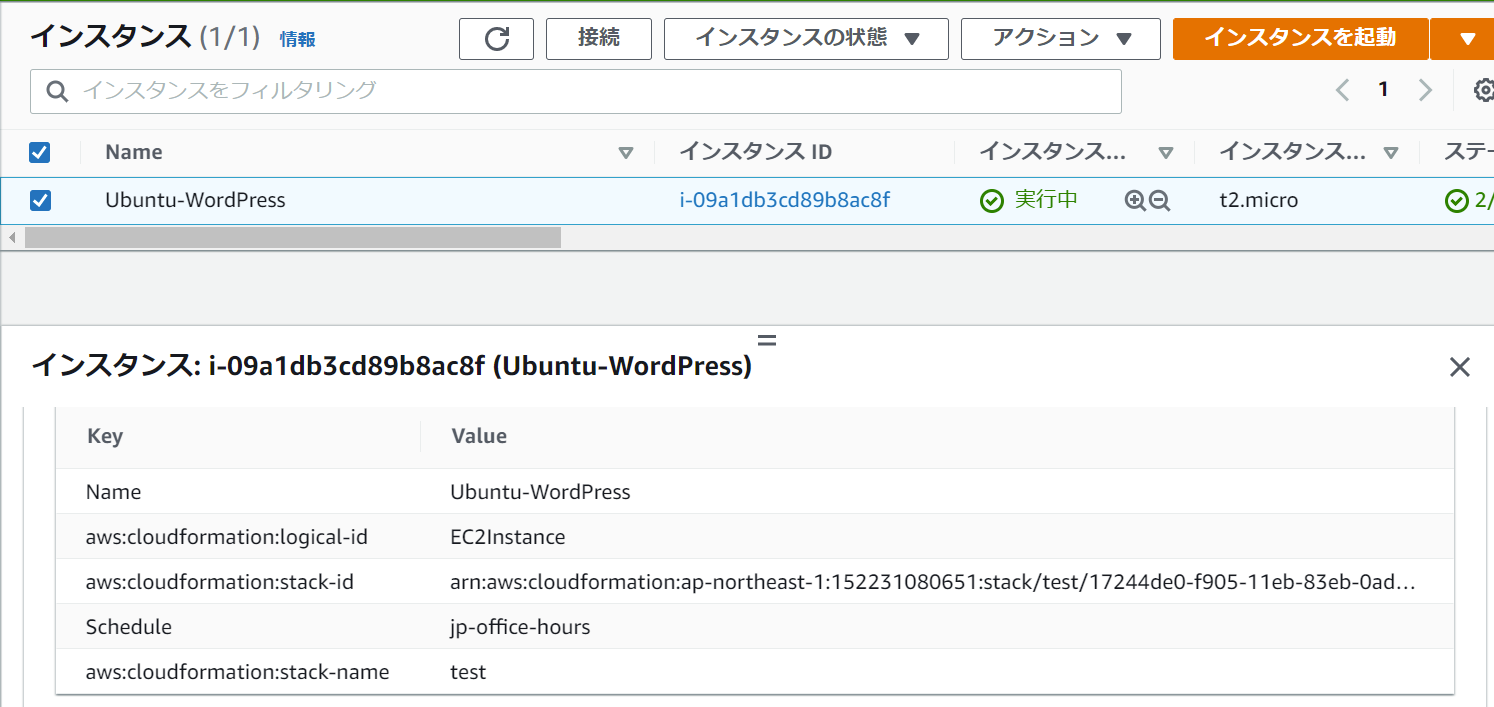 インスタンス (1/1) 情報 接続 インスタンスの状態 アクション インスタンスを起動
インスタンスをフィルタリング 1
Name インスタンス ID インスタンス... インスタンス... ステー
Ubuntu-WordPress i-09a1db3cd89b8ac8f 実行中 t2.micro 2/
インスタンス: i-09a1db3cd89b8ac8f (Ubuntu-WordPress)
Key Value
Name Ubuntu-WordPress
aws:cloudformation:logical-id EC2Instance
aws:cloudformation:stack-id arn:aws:cloudformation:ap-northeast-1:152231080651:stack/test/17244de0-f905-11eb-83eb-0ad...
Schedule jp-office-hours
aws:cloudformation:stack-name test